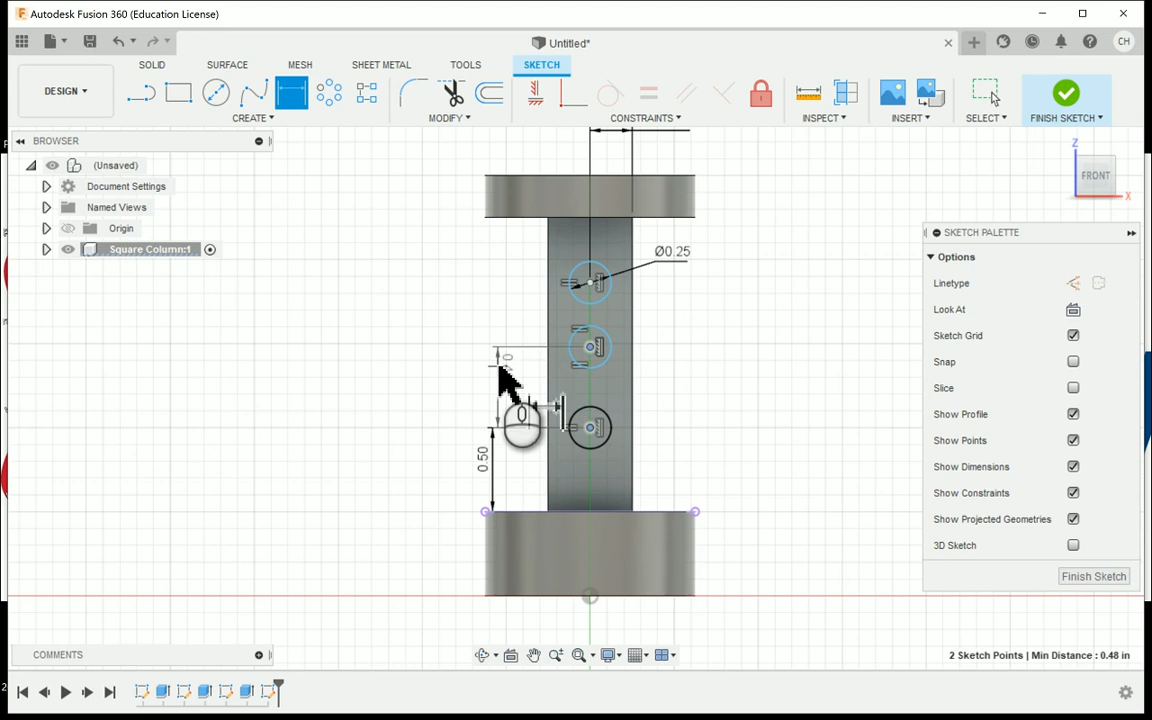 Autodesk Fusion 360 (Education License)
Untitled*
CH
DESIGN
SOLID
SURFACE
MESH
SHEET METAL
TOOLS
SKETCH
CREATE
MODIFY
CONSTRAINTS
INSPECT
INSERT
SELECT
FINISH SKETCH
BROWSER
(Unsaved)
Document Settings
Named Views
Origin
Square Column:1
Z
FRONT
X
Ø0.25
0.50
SKETCH PALETTE
Options
Linetype
Look At
Sketch Grid
Snap
Slice
Show Profile
Show Points
Show Dimensions
Show Constraints
Show Projected Geometries
3D Sketch
Finish Sketch
COMMENTS
2 Sketch Points | Min Distance : 0.48 in